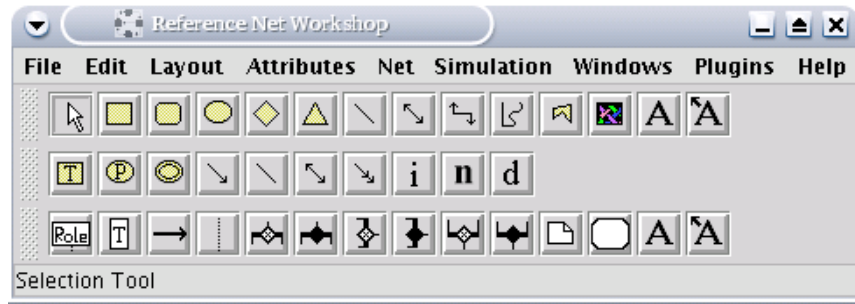 Reference Net Workshop
File Edit Layout Attributes Net Simulation Windows Plugins Help
A A
T P i n d
Role T A A
Selection Tool